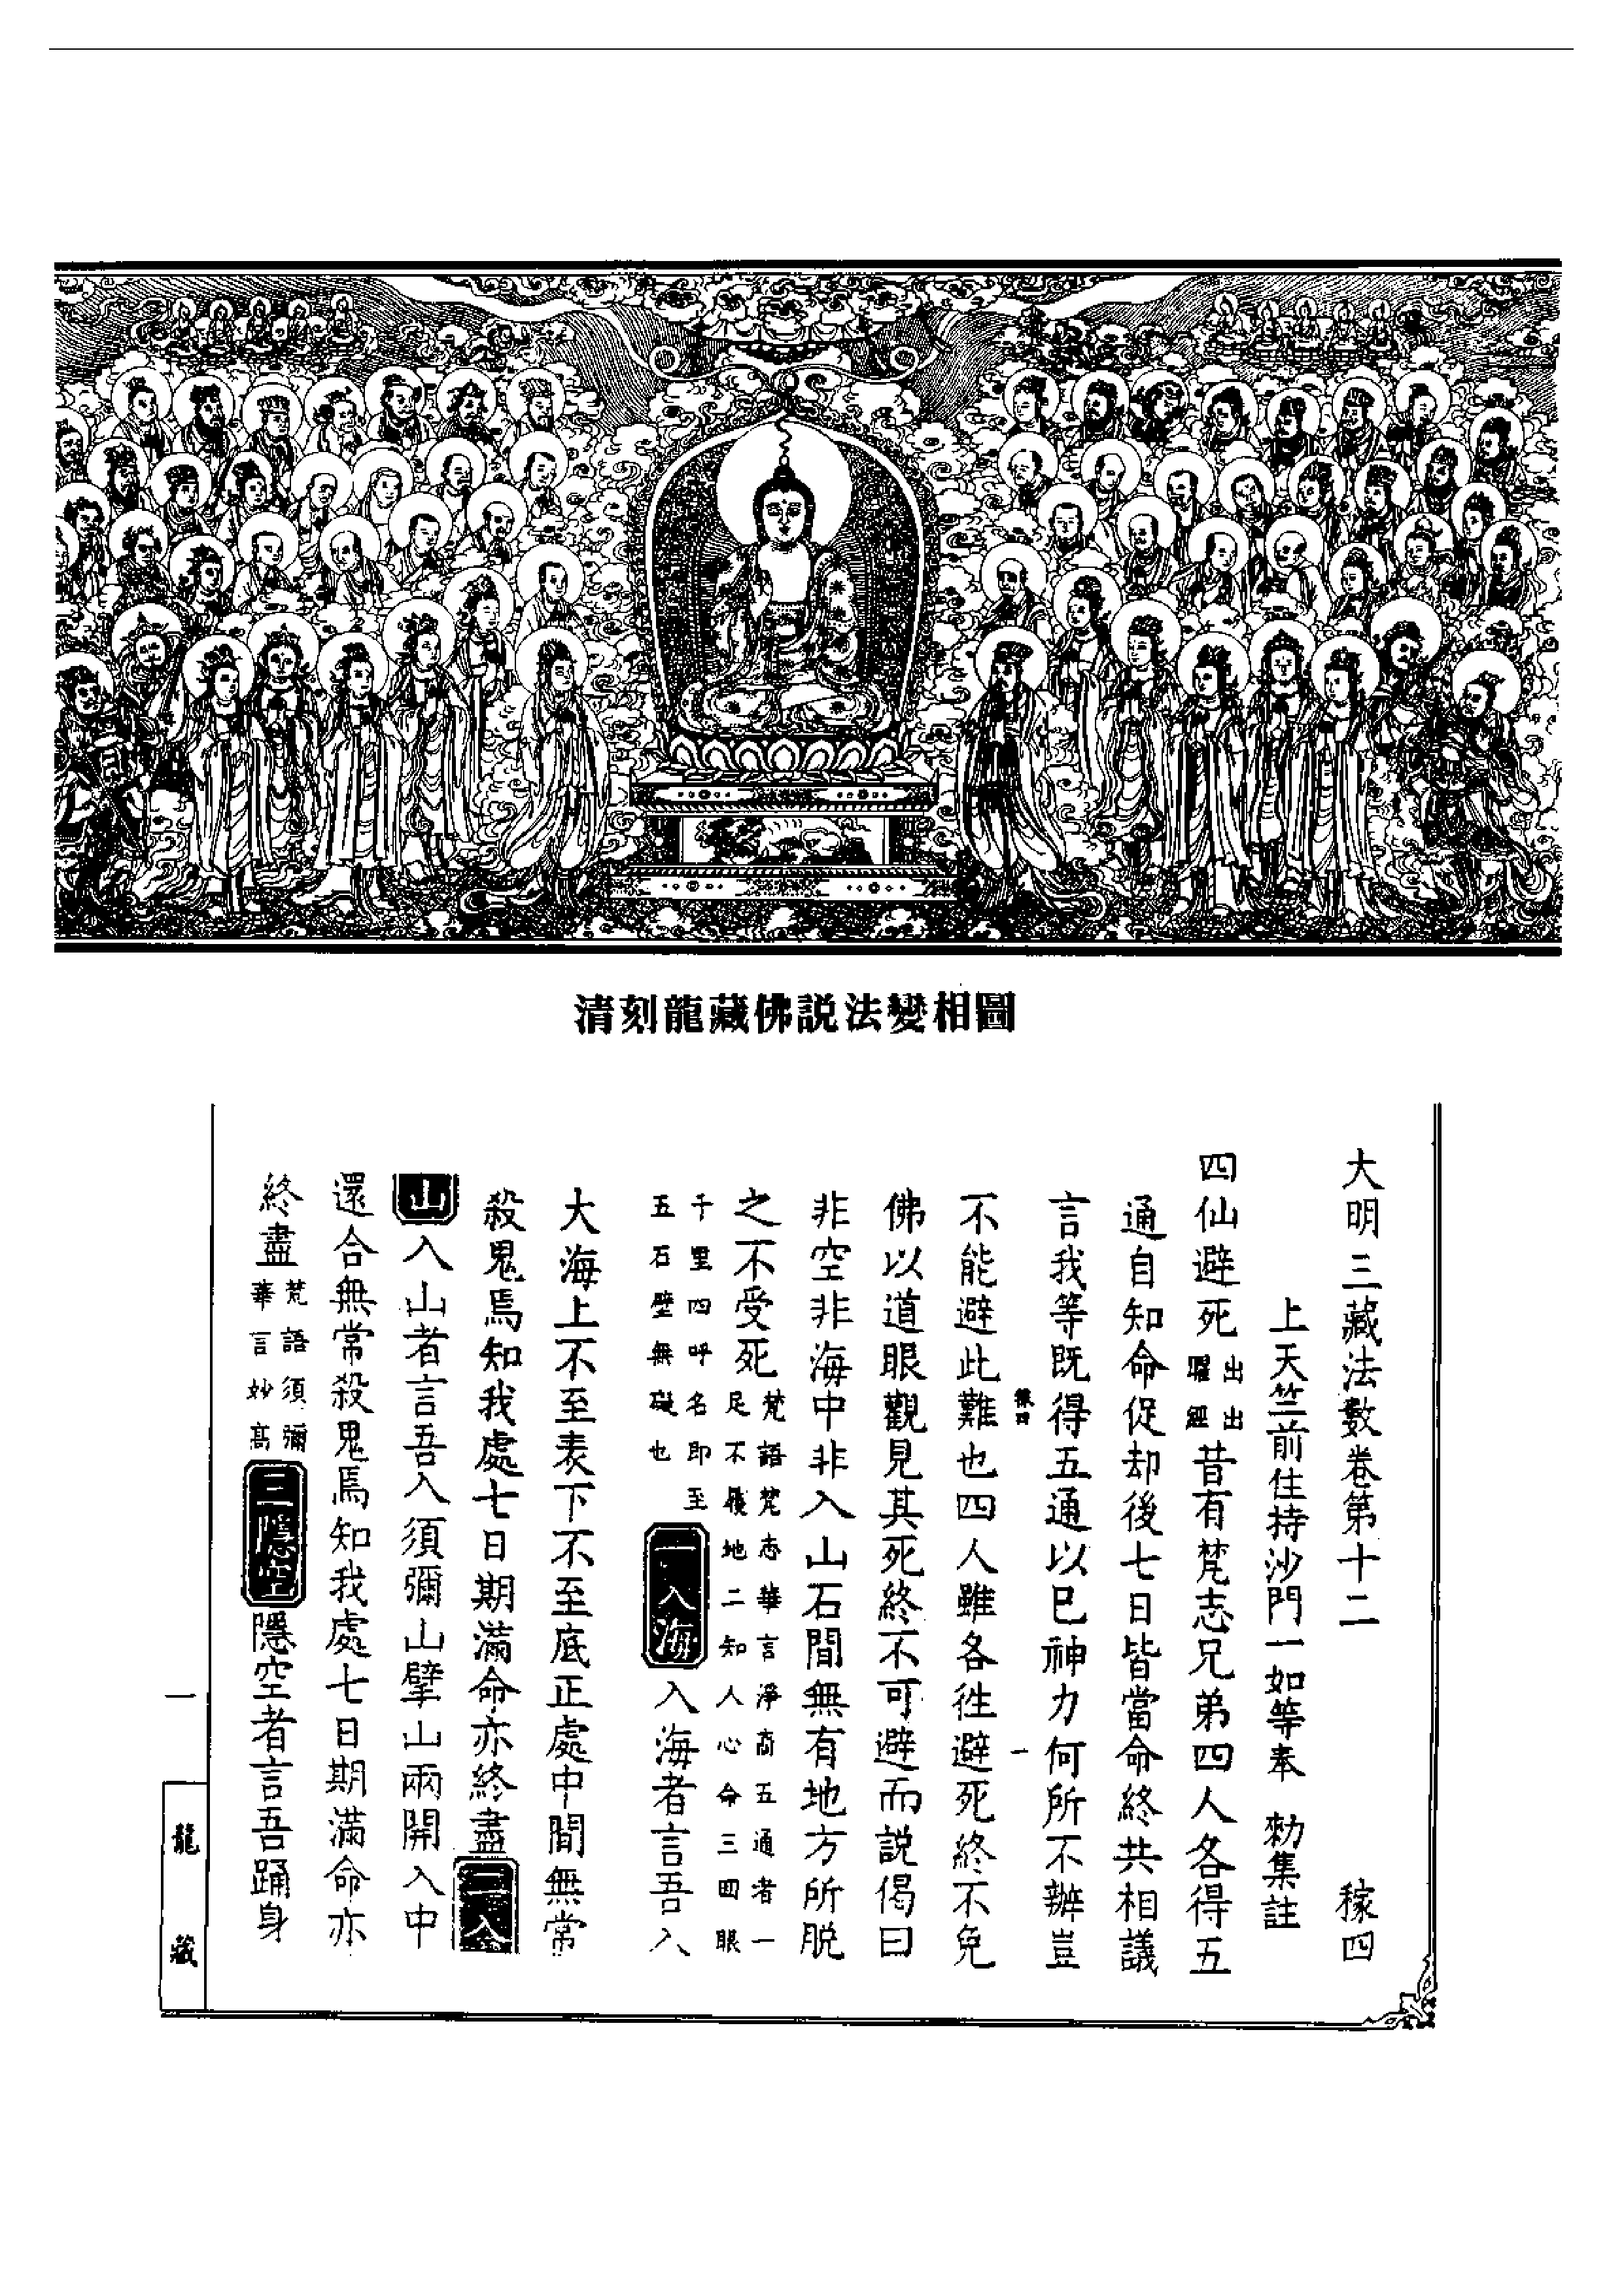 清刻龍藏佛説法變相圖
大明三藏法數卷第十二　稼四
上天竺前住持沙門一如等奉　勑集註
四仙避死出出曜經昔有梵志兄弟四人各得五
通自知命促却後七日皆當命終共相議
言我等既得五通以巳神力何所不辦豈
一
不能避此難也四人雖各徃避死終不免
佛以道眼觀見其死終不可避而説偈曰
非空非海中非入山石間無有地方所脱
之不受死梵語梵志華言淨裔五通者一足不履地二知人心命三囬眼
千里四呼名即至五石壁無礙也一入海入海者言吾入
大海上不至表下不至底正處中間無常
殺鬼焉知我處七日期滿命亦終盡二入
山入山者言吾入須彌山擘山兩開入中
還合無常殺鬼焉知我處七日期滿命亦
終盡梵語須彌華言妙高三隱空隱空者言吾踊身
一
龍藏